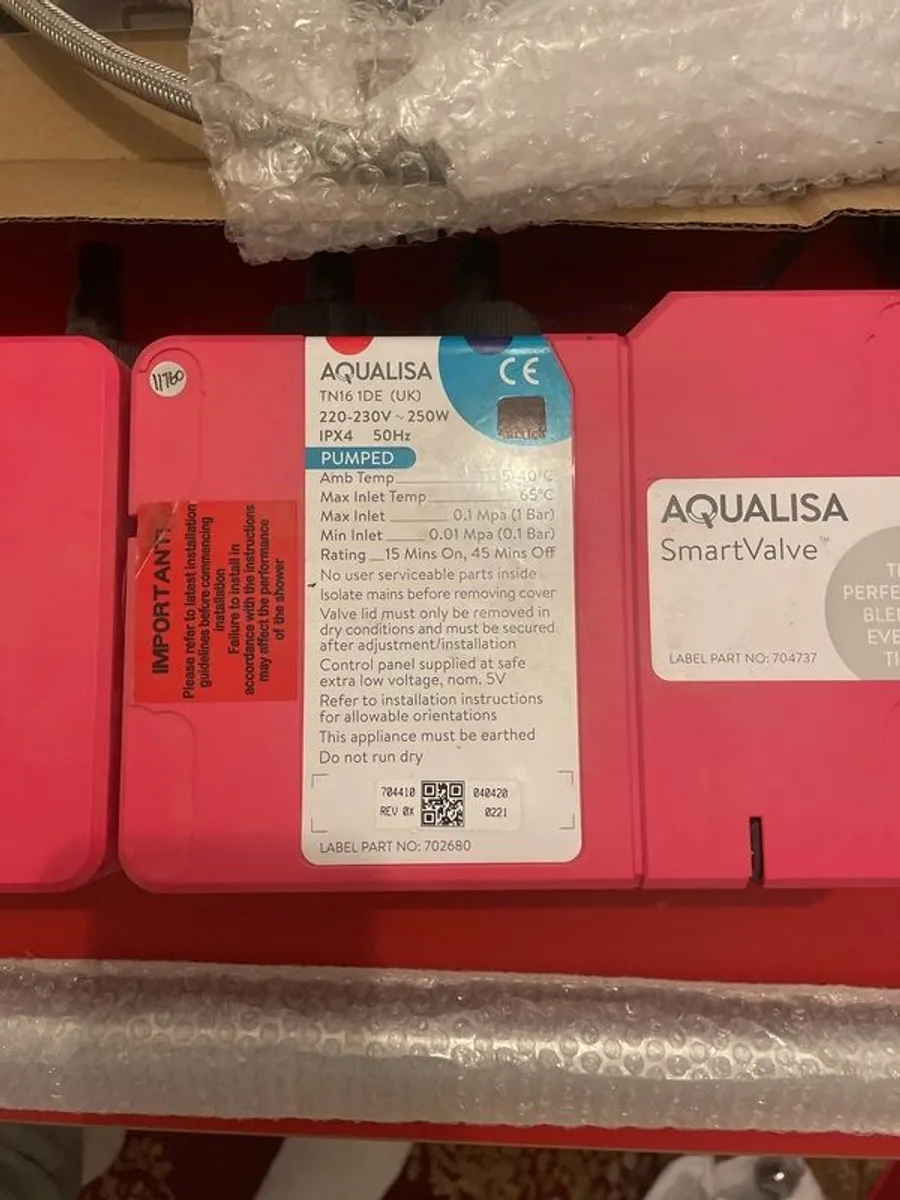 11760
AQUALISA
TN16 1DE (UK)
220-230V ~ 250W
IPX4 50Hz
CE
PUMPED
Amb Temp 5-40°C
Max Inlet Temp 65°C
Max Inlet 0.1 Mpa (1 Bar)
Min Inlet 0.01 Mpa (0.1 Bar)
Rating 15 Mins On, 45 Mins Off
No user serviceable parts inside
Isolate mains before removing cover
Valve lid must only be removed in
dry conditions and must be secured
after adjustment/installation
Control panel supplied at safe
extra low voltage, nom. 5V
Refer to installation instructions
for allowable orientations
This appliance must be earthed
Do not run dry
704410
REV 0X
040420
0221
LABEL PART NO: 702680
IMPORTANT!
Please refer to latest installation
guidelines before commencing
installation
Failure to install in
accordance with the instructions
may affect the performance
of the shower
AQUALISA
SmartValve™
LABEL PART NO: 704737